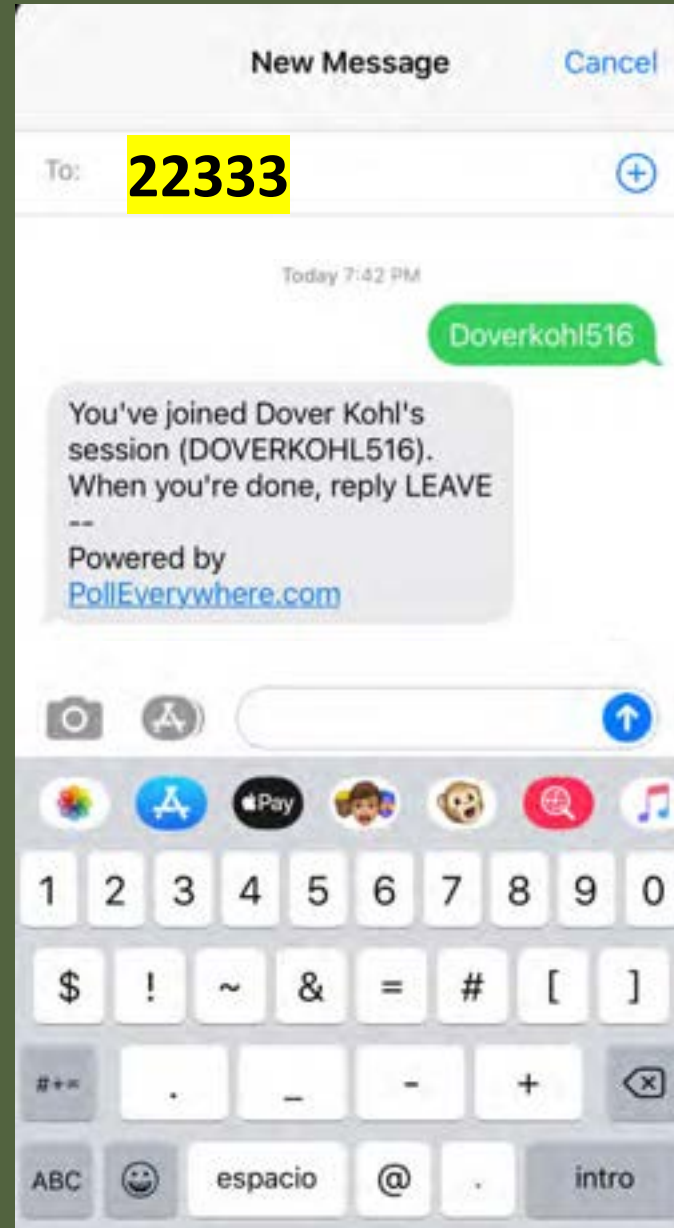 New Message Cancel
To: 22333
Today 7:42 PM
Doverkohl516
You've joined Dover Kohl's
session (DOVERKOHL516).
When you're done, reply LEAVE
--
Powered by
PollEverywhere.com
Pay
1 2 3 4 5 6 7 8 9 0
$ ! ~ & = # [ ]
#+= . _ - +
ABC espacio @ . intro